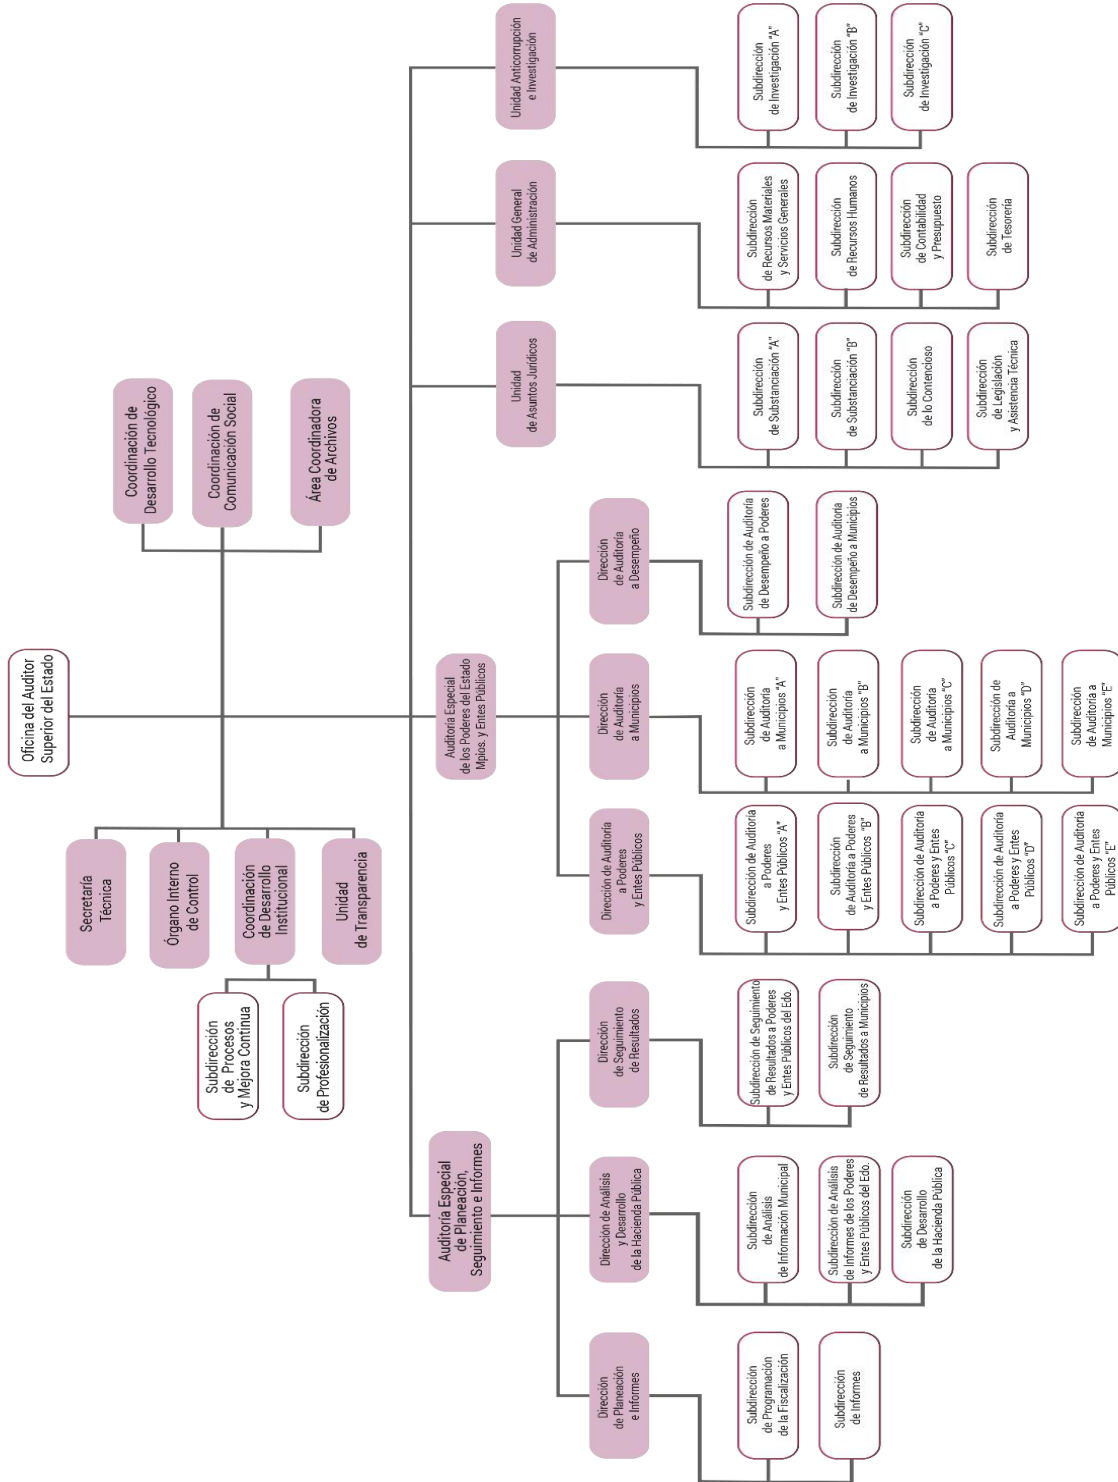 Oficina del Auditor
Superior del Estado
Secretaría
Técnica
Órgano Interno
de Control
Coordinación
de Desarrollo
Institucional
Unidad
de Transparencia
Subdirección
de Procesos
y Mejora Continua
Subdirección
de Profesionalización
Coordinación de
Desarrollo Tecnológico
Coordinación de
Comunicación Social
Área Coordinadora
de Archivos
Auditoría Especial
de Planeación,
Seguimiento e Informes
Auditoría Especial
de los Poderes del Estado
Mpios. y Entes Públicos
Unidad
de Asuntos Jurídicos
Unidad General
de Administración
Unidad Anticorrupción
e Investigación
Dirección
de Planeación
e Informes
Dirección de Análisis
y Desarrollo
de la Hacienda Pública
Dirección
de Seguimiento
de Resultados
Dirección de Auditoría
a Poderes
y Entes Públicos
Dirección
de Auditoría
a Municipios
Dirección
de Auditoría
a Desempeño
Subdirección
de Programación
de la Fiscalización
Subdirección
de Informes
Subdirección
de Análisis
de Información Municipal
Subdirección de Análisis
de Informes de los Poderes
y Entes Públicos del Edo.
Subdirección
de Desarrollo
de la Hacienda Pública
Subdirección de Seguimiento
de Resultados a Poderes
y Entes Públicos del Edo.
Subdirección
de Seguimiento
de Resultados a Municipios
Subdirección de Auditoría
a Poderes
y Entes Públicos “A”
Subdirección
de Auditoría a Poderes
y Entes Públicos “B”
Subdirección de Auditoría
a Poderes y Entes
Públicos “C”
Subdirección de Auditoría
a Poderes y Entes
Públicos “D”
Subdirección de Auditoría
a Poderes y Entes
Públicos “E”
Subdirección
de Auditoría
a Municipios “A”
Subdirección
de Auditoría
a Municipios “B”
Subdirección
de Auditoría
a Municipios “C”
Subdirección de
Auditoría a
Municipios “D”
Subdirección
de Auditoría a
Municipios “E”
Subdirección de Auditoría
de Desempeño a Poderes
Subdirección de Auditoría
de Desempeño a Municipios
Subdirección
de Substanciación “A”
Subdirección
de Substanciación “B”
Subdirección
de lo Contencioso
Subdirección
de Legislación
y Asistencia Técnica
Subdirección
de Recursos Materiales
y Servicios Generales
Subdirección
de Recursos Humanos
Subdirección
de Contabilidad
y Presupuesto
Subdirección
de Tesorería
Subdirección
de Investigación “A”
Subdirección
de Investigación “B”
Subdirección
de Investigación “C”